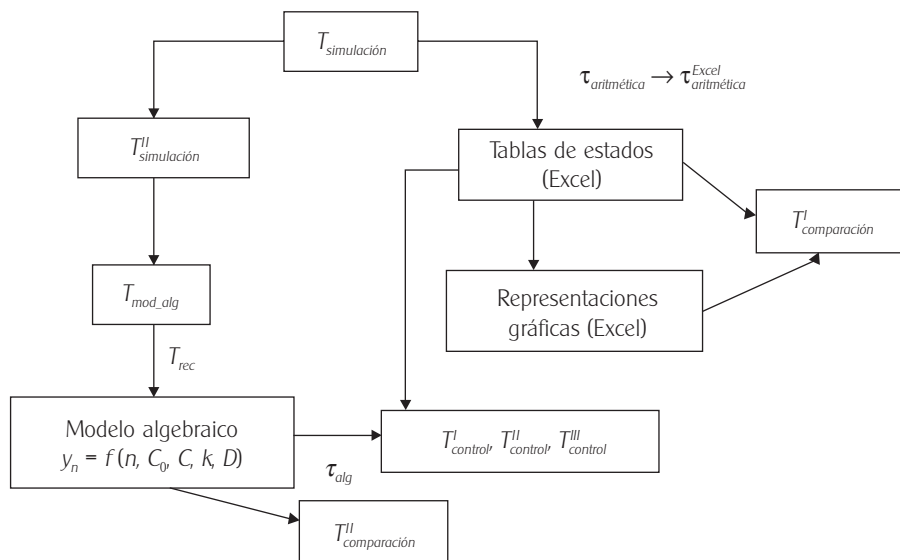 T_simulación
τ_aritmética → τ^Excel_aritmética
T^II_simulación
Tablas de estados
(Excel)
T^I_comparación
T_mod_alg
Representaciones
gráficas (Excel)
T_rec
Modelo algebraico
y_n = f (n, C_0, C, k, D)
T^I_control, T^II_control, T^III_control
τ_alg
T^II_comparación